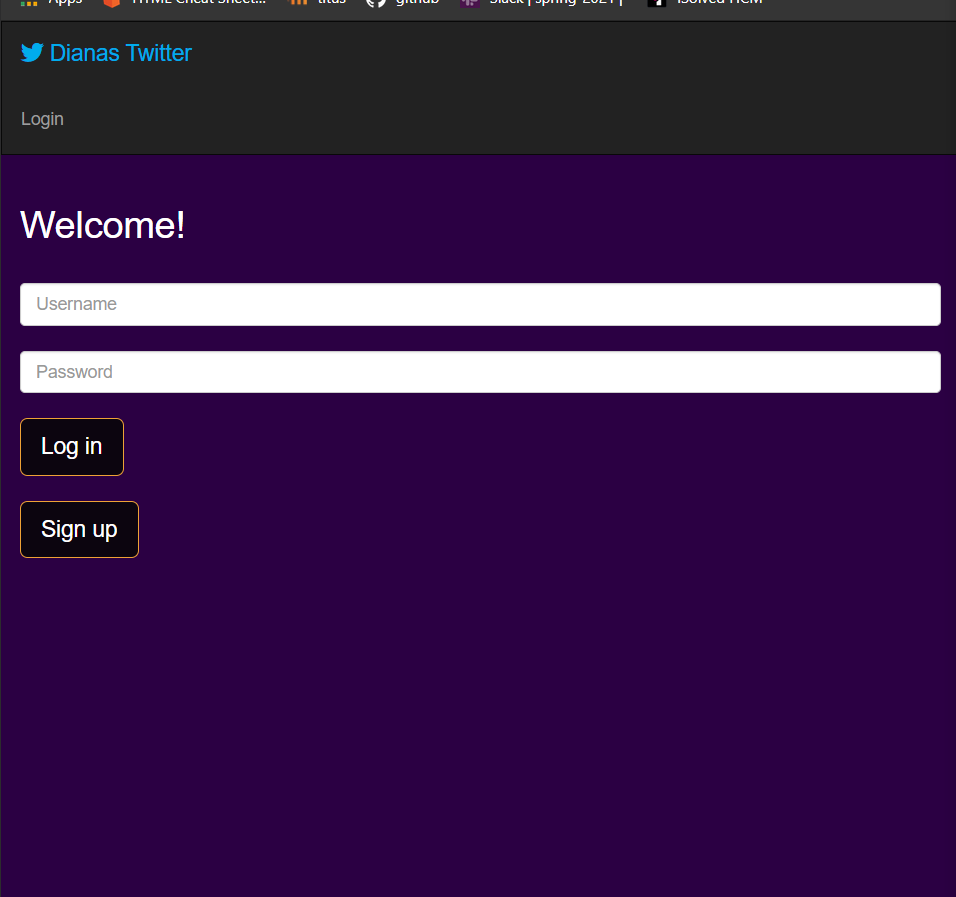 Apps HTML Cheat Sheet... titus github Slack | spring-2021 | iSolved HCM
Dianas Twitter
Login
Welcome!
Username
Password
Log in
Sign up